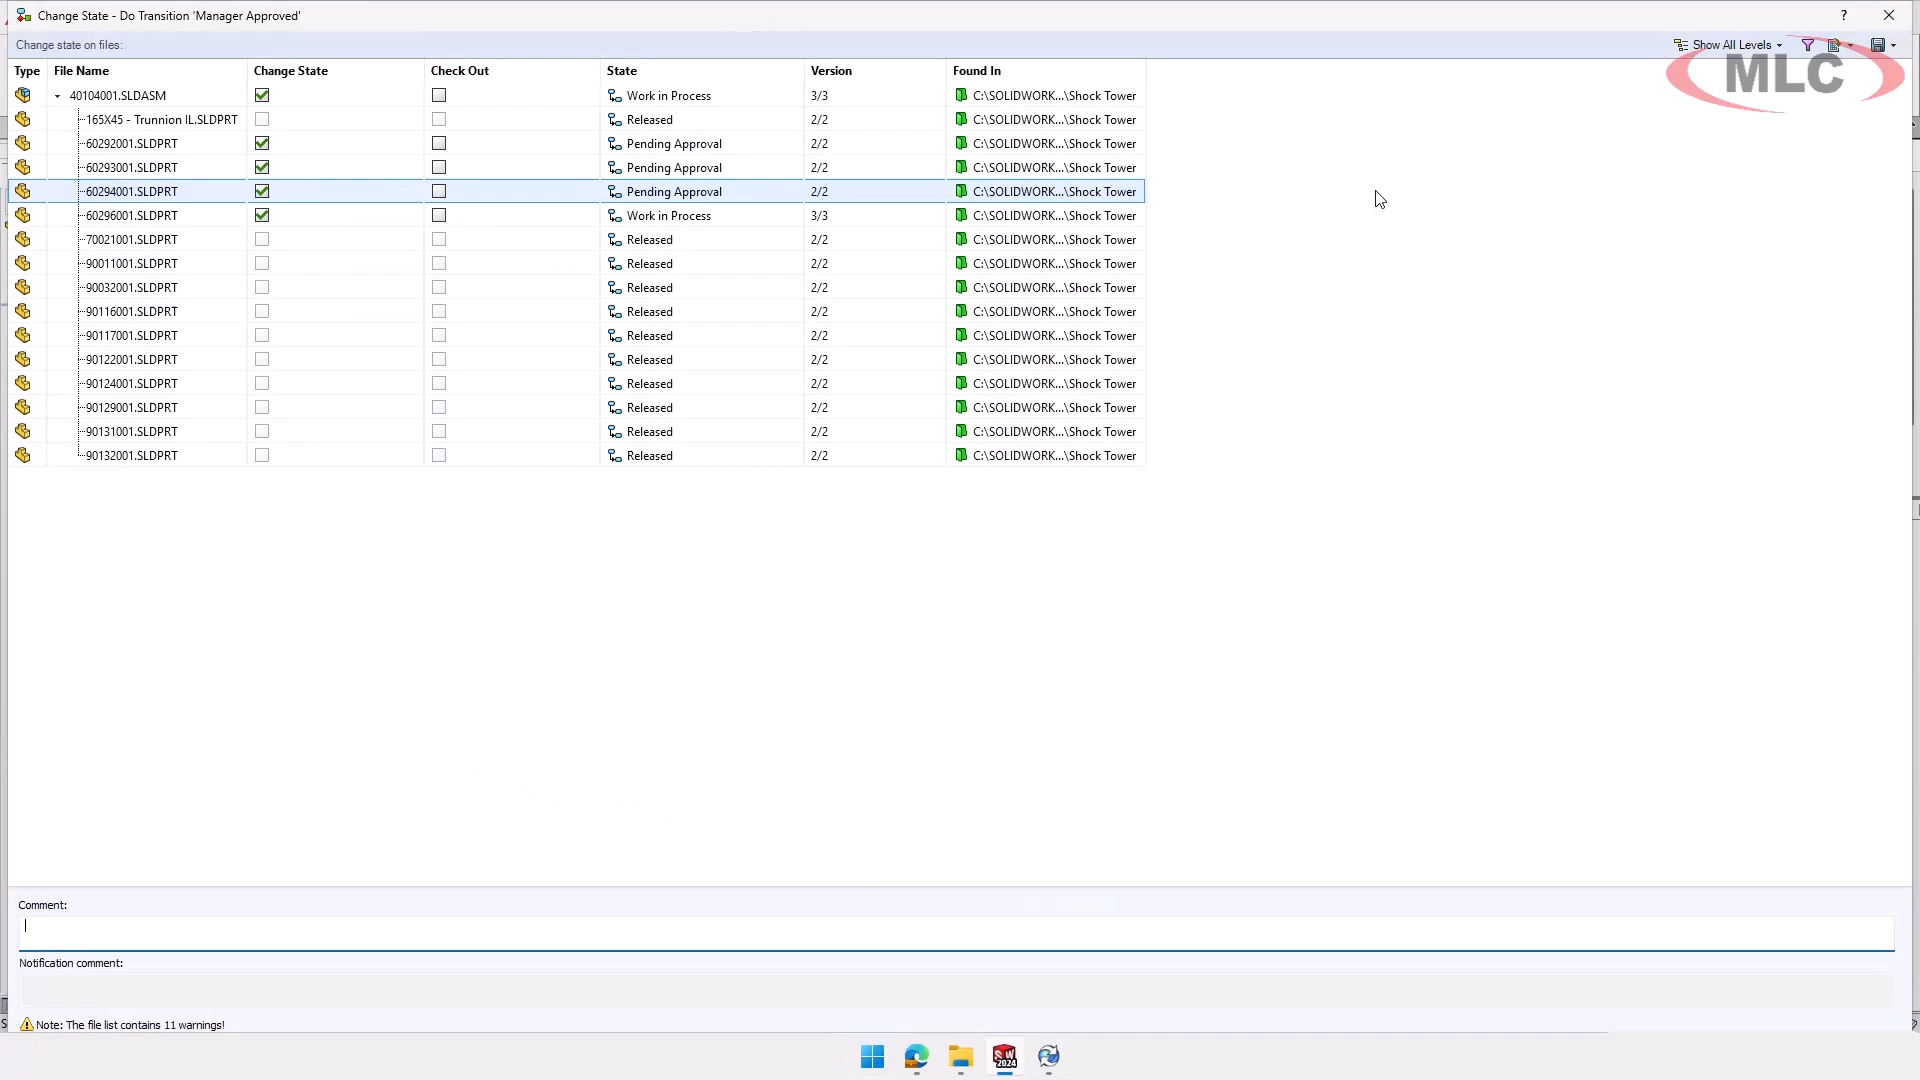 Change State - Do Transition 'Manager Approved'
?
Change state on files:
Show All Levels
MLC
Type File Name Change State Check Out State Version Found In
40104001.SLDASM Work in Process 3/3 C:\SOLIDWORK...\Shock Tower
165X45 - Trunnion IL.SLDPRT Released 2/2 C:\SOLIDWORK...\Shock Tower
60292001.SLDPRT Pending Approval 2/2 C:\SOLIDWORK...\Shock Tower
60293001.SLDPRT Pending Approval 2/2 C:\SOLIDWORK...\Shock Tower
60294001.SLDPRT Pending Approval 2/2 C:\SOLIDWORK...\Shock Tower
60296001.SLDPRT Work in Process 3/3 C:\SOLIDWORK...\Shock Tower
70021001.SLDPRT Released 2/2 C:\SOLIDWORK...\Shock Tower
90011001.SLDPRT Released 2/2 C:\SOLIDWORK...\Shock Tower
90032001.SLDPRT Released 2/2 C:\SOLIDWORK...\Shock Tower
90116001.SLDPRT Released 2/2 C:\SOLIDWORK...\Shock Tower
90117001.SLDPRT Released 2/2 C:\SOLIDWORK...\Shock Tower
90122001.SLDPRT Released 2/2 C:\SOLIDWORK...\Shock Tower
90124001.SLDPRT Released 2/2 C:\SOLIDWORK...\Shock Tower
90129001.SLDPRT Released 2/2 C:\SOLIDWORK...\Shock Tower
90131001.SLDPRT Released 2/2 C:\SOLIDWORK...\Shock Tower
90132001.SLDPRT Released 2/2 C:\SOLIDWORK...\Shock Tower
Comment:
Notification comment:
Note: The file list contains 11 warnings!
SW
2024